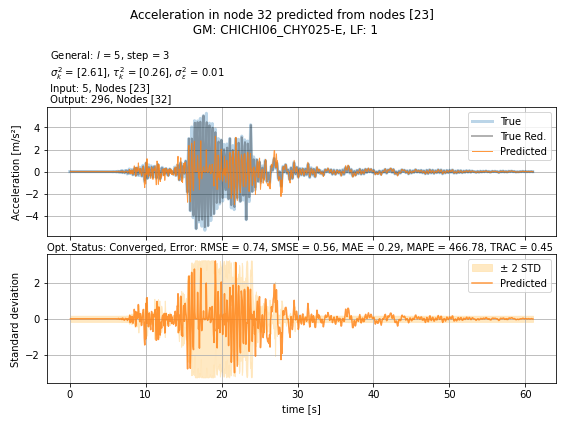 Acceleration in node 32 predicted from nodes [23]
GM: CHICHI06_CHY025-E, LF: 1
General: l = 5, step = 3
σ²ₖ = [2.61], τ²ₖ = [0.26], σ²ε = 0.01
Input: 5, Nodes [23]
Output: 296, Nodes [32]
True
True Red.
Predicted
Acceleration [m/s²]
4
2
0
−2
−4
Opt. Status: Converged, Error: RMSE = 0.74, SMSE = 0.56, MAE = 0.29, MAPE = 466.78, TRAC = 0.45
± 2 STD
Predicted
Standard deviation
2
0
−2
0 10 20 30 40 50 60
time [s]